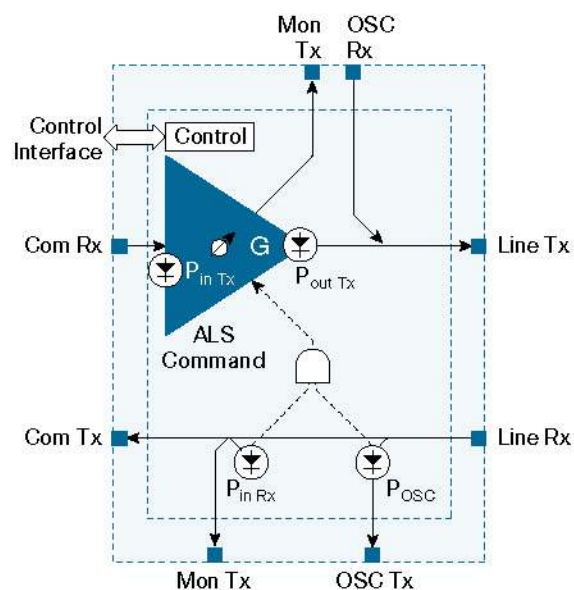 Mon
Tx
OSC
Rx
Control
Interface
Control
Com Rx
P in Tx
G
P out Tx
Line Tx
ALS
Command
Com Tx
Line Rx
P in Rx
P OSC
Mon Tx
OSC Tx